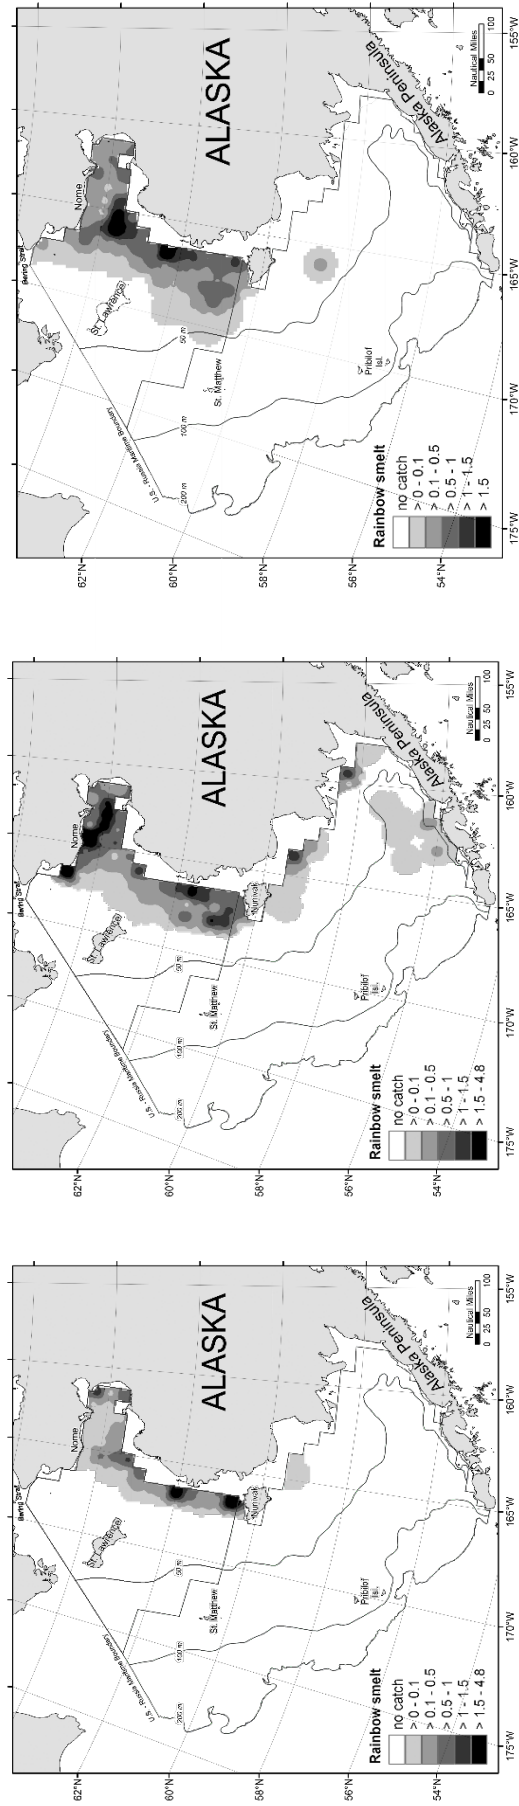 Bering Strait
62°N
Nome
St. Lawrence
U.S. - Russia Maritime Boundary
200 m
100 m
50 m
60°N
ALASKA
St. Matthew
58°N
Nunivak
56°N
Pribilof
Isl.
Rainbow smelt
no catch
> 0 - 0.1
> 0.1 - 0.5
> 0.5 - 1
> 1 - 1.5
> 1.5 - 4.8
54°N
Alaska Peninsula
Nautical Miles
0 25 50 100
175°W 170°W 165°W 160°W 155°W
Bering Strait
62°N
Nome
St. Lawrence
U.S. - Russia Maritime Boundary
200 m
100 m
50 m
60°N
ALASKA
St. Matthew
58°N
Nunivak
56°N
Pribilof
Isl.
Rainbow smelt
no catch
> 0 - 0.1
> 0.1 - 0.5
> 0.5 - 1
> 1 - 1.5
> 1.5 - 4.8
54°N
Alaska Peninsula
Nautical Miles
0 25 50 100
175°W 170°W 165°W 160°W 155°W
Bering Strait
62°N
Nome
St. Lawrence
U.S. - Russia Maritime Boundary
200 m
100 m
50 m
60°N
ALASKA
St. Matthew
58°N
56°N
Pribilof
Isl.
Rainbow smelt
no catch
> 0 - 0.1
> 0.1 - 0.5
> 0.5 - 1
> 1 - 1.5
> 1.5
54°N
Alaska Peninsula
Nautical Miles
0 25 50 100
175°W 170°W 165°W 160°W 155°W